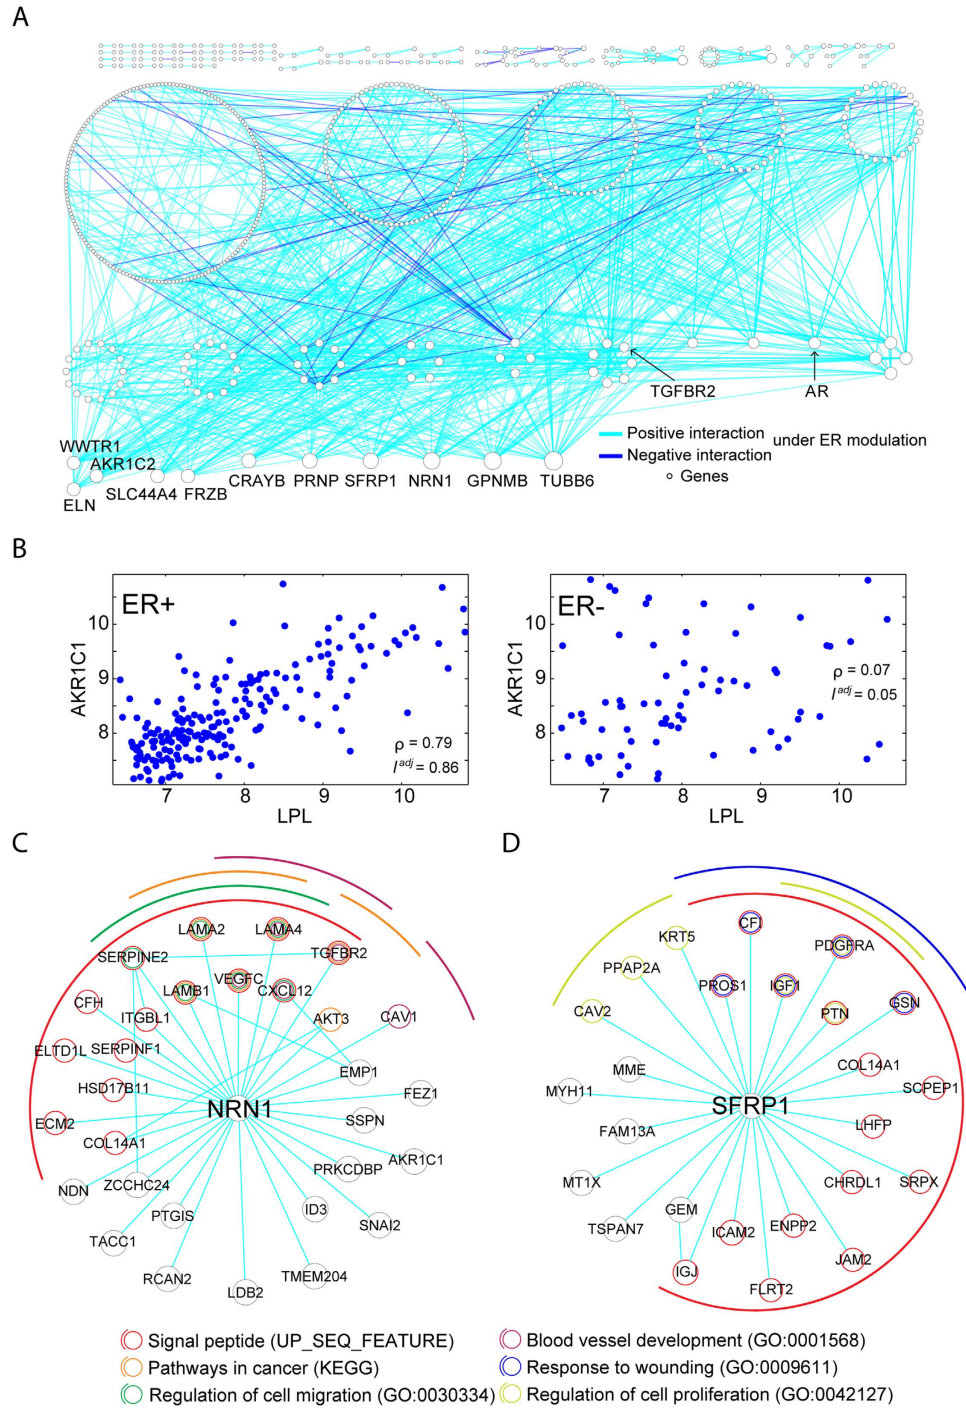 A
TGFBR2
AR
Positive interaction
Negative interaction
under ER modulation
Genes
WWTR1
AKR1C2
ELN
SLC44A4
FRZB
CRAYB
PRNP
SFRP1
NRN1
GPNMB
TUBB6
B
ER+
AKR1C1
10
9
8
ρ = 0.79
I^adj = 0.86
7 8 9 10
LPL
ER-
AKR1C1
10
9
8
ρ = 0.07
I^adj = 0.05
7 8 9 10
LPL
C
LAMA2
LAMA4
SERPINE2
TGFBR2
VEGFC
LAMB1
CXCL12
CFH
ITGBL1
AKT3
CAV1
ELTD1L
SERPINF1
EMP1
HSD17B11
FEZ1
NRN1
ECM2
SSPN
COL14A1
AKR1C1
PRKCDBP
NDN
ZCCHC24
PTGIS
ID3
SNAI2
TACC1
RCAN2
LDB2
TMEM204
D
CFI
KRT5
PDGFRA
PPAP2A
PROS1
IGF1
GSN
CAV2
PTN
COL14A1
MME
SCPEP1
MYH11
SFRP1
FAM13A
LHFP
MT1X
CHRDL1
SRPX
GEM
TSPAN7
ICAM2
ENPP2
JAM2
IGJ
FLRT2
Signal peptide (UP_SEQ_FEATURE)
Pathways in cancer (KEGG)
Regulation of cell migration (GO:0030334)
Blood vessel development (GO:0001568)
Response to wounding (GO:0009611)
Regulation of cell proliferation (GO:0042127)